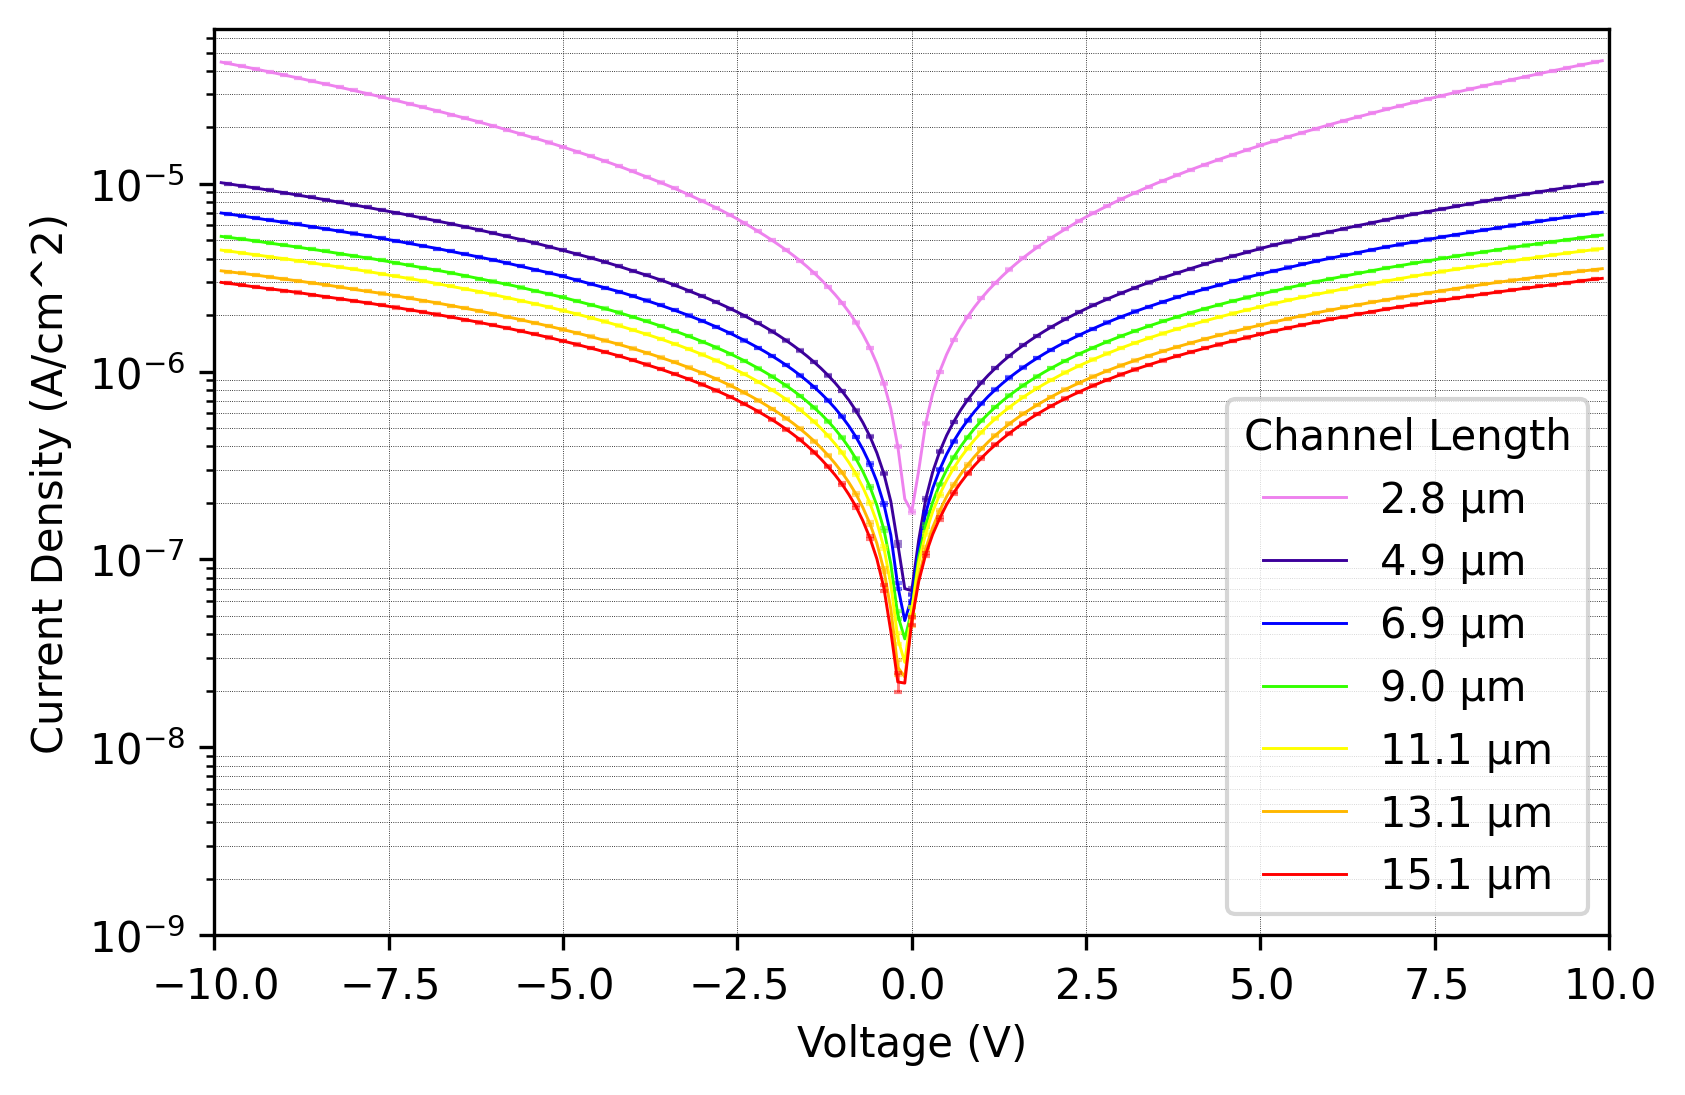 Current Density (A/cm^2)
10⁻⁵
10⁻⁶
10⁻⁷
10⁻⁸
10⁻⁹
Channel Length
2.8 μm
4.9 μm
6.9 μm
9.0 μm
11.1 μm
13.1 μm
15.1 μm
−10.0 −7.5 −5.0 −2.5 0.0 2.5 5.0 7.5 10.0
Voltage (V)